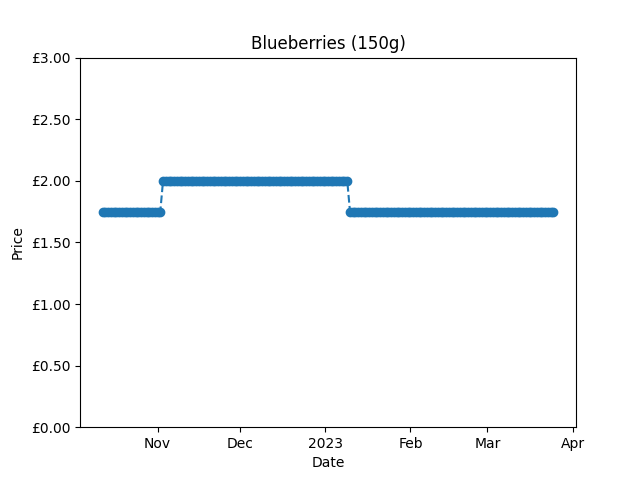 Blueberries (150g)
£3.00
£2.50
£2.00
£1.50
£1.00
£0.50
£0.00
Price
Nov Dec 2023 Feb Mar Apr
Date